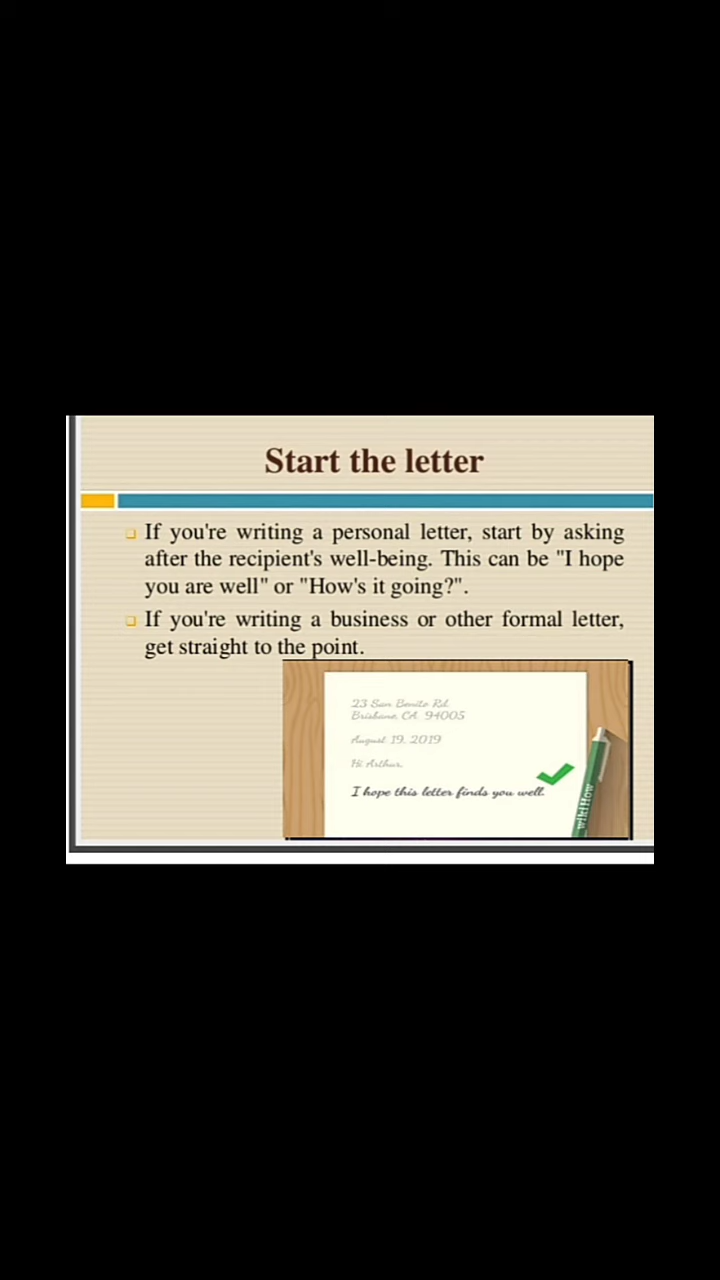 Start the letter
If you're writing a personal letter, start by asking
after the recipient's well-being. This can be "I hope
you are well" or "How's it going?".
If you're writing a business or other formal letter,
get straight to the point.
23 San Benito Rd.
Brisbane, CA 94005
August 19, 2019
Hi Arthur,
I hope this letter finds you well.
wikiHow